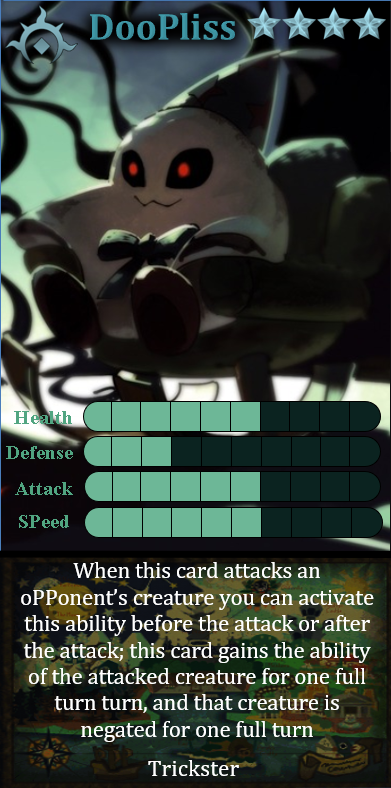 DooPliss
Health
Defense
Attack
SPeed
When this card attacks an
oPPonent's creature you can activate
this ability before the attack or after
the attack; this card gains the ability
of the attacked creature for one full
turn turn, and that creature is
negated for one full turn
Trickster